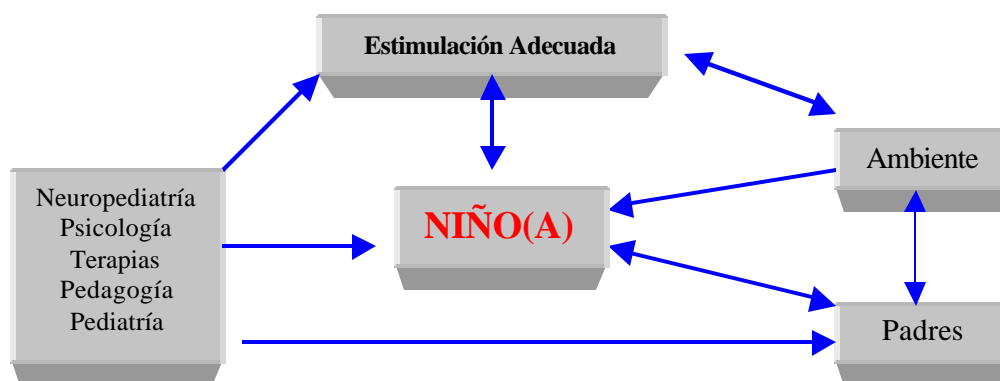 Estimulación Adecuada
Ambiente
Neuropediatría
Psicología
Terapias
Pedagogía
Pediatría
NIÑO(A)
Padres